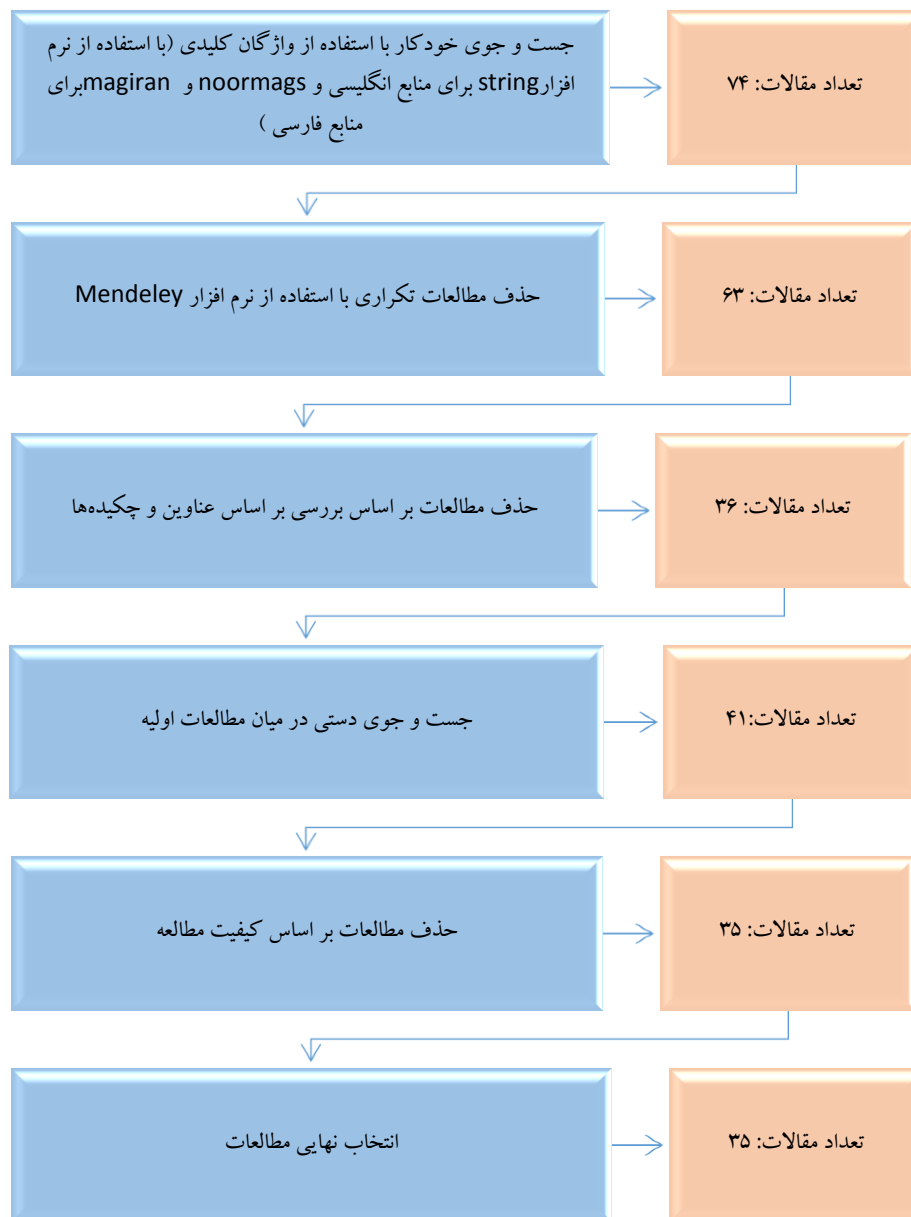 جست و جوی خودکار با استفاده از واژگان کلیدی (با استفاده از نرم
افزارstring برای منابع انگلیسی و noormags و magiranبرای
منابع فارسی )
تعداد مقالات: ۷۴
حذف مطالعات تکراری با استفاده از نرم افزار Mendeley
تعداد مقالات: ۶۳
حذف مطالعات بر اساس بررسی بر اساس عناوین و چکیده‌ها
تعداد مقالات: ۳۶
جست و جوی دستی در میان مطالعات اولیه
تعداد مقالات:۴۱
حذف مطالعات بر اساس کیفیت مطالعه
تعداد مقالات: ۳۵
انتخاب نهایی مطالعات
تعداد مقالات: ۳۵